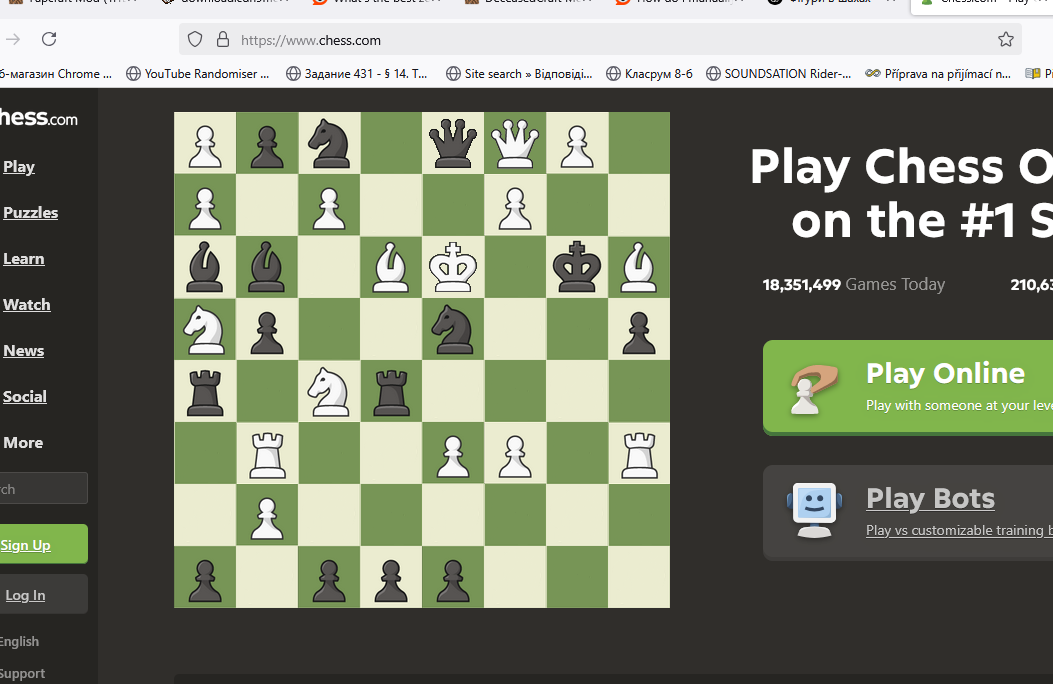 https://www.chess.com
б-магазин Chrome ... YouTube Randomiser ... Задание 431 - § 14. Т... Site search » Відповіді... Класрум 8-б SOUNDSATION Rider-... Příprava na přijímací n...
hess.com
Play
Puzzles
Learn
Watch
News
Social
More
rch
Sign Up
Log In
English
Support
Play Chess O
on the #1 S
18,351,499 Games Today 210,63
Play Online
Play with someone at your leve
Play Bots
Play vs customizable training b